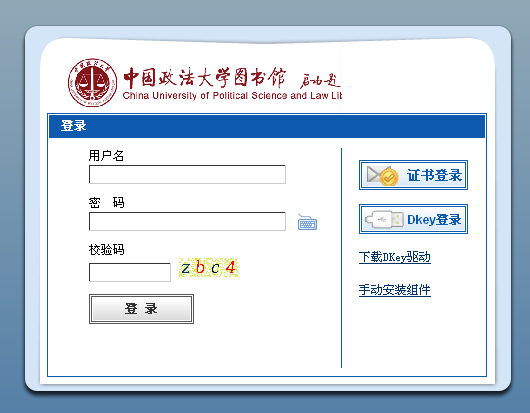 中国政法大学图书馆
China University of Political Science and Law Lib
登录
用户名
密 码
校验码
zbc4
登 录
证书登录
Dkey登录
下载DKey驱动
手动安装组件